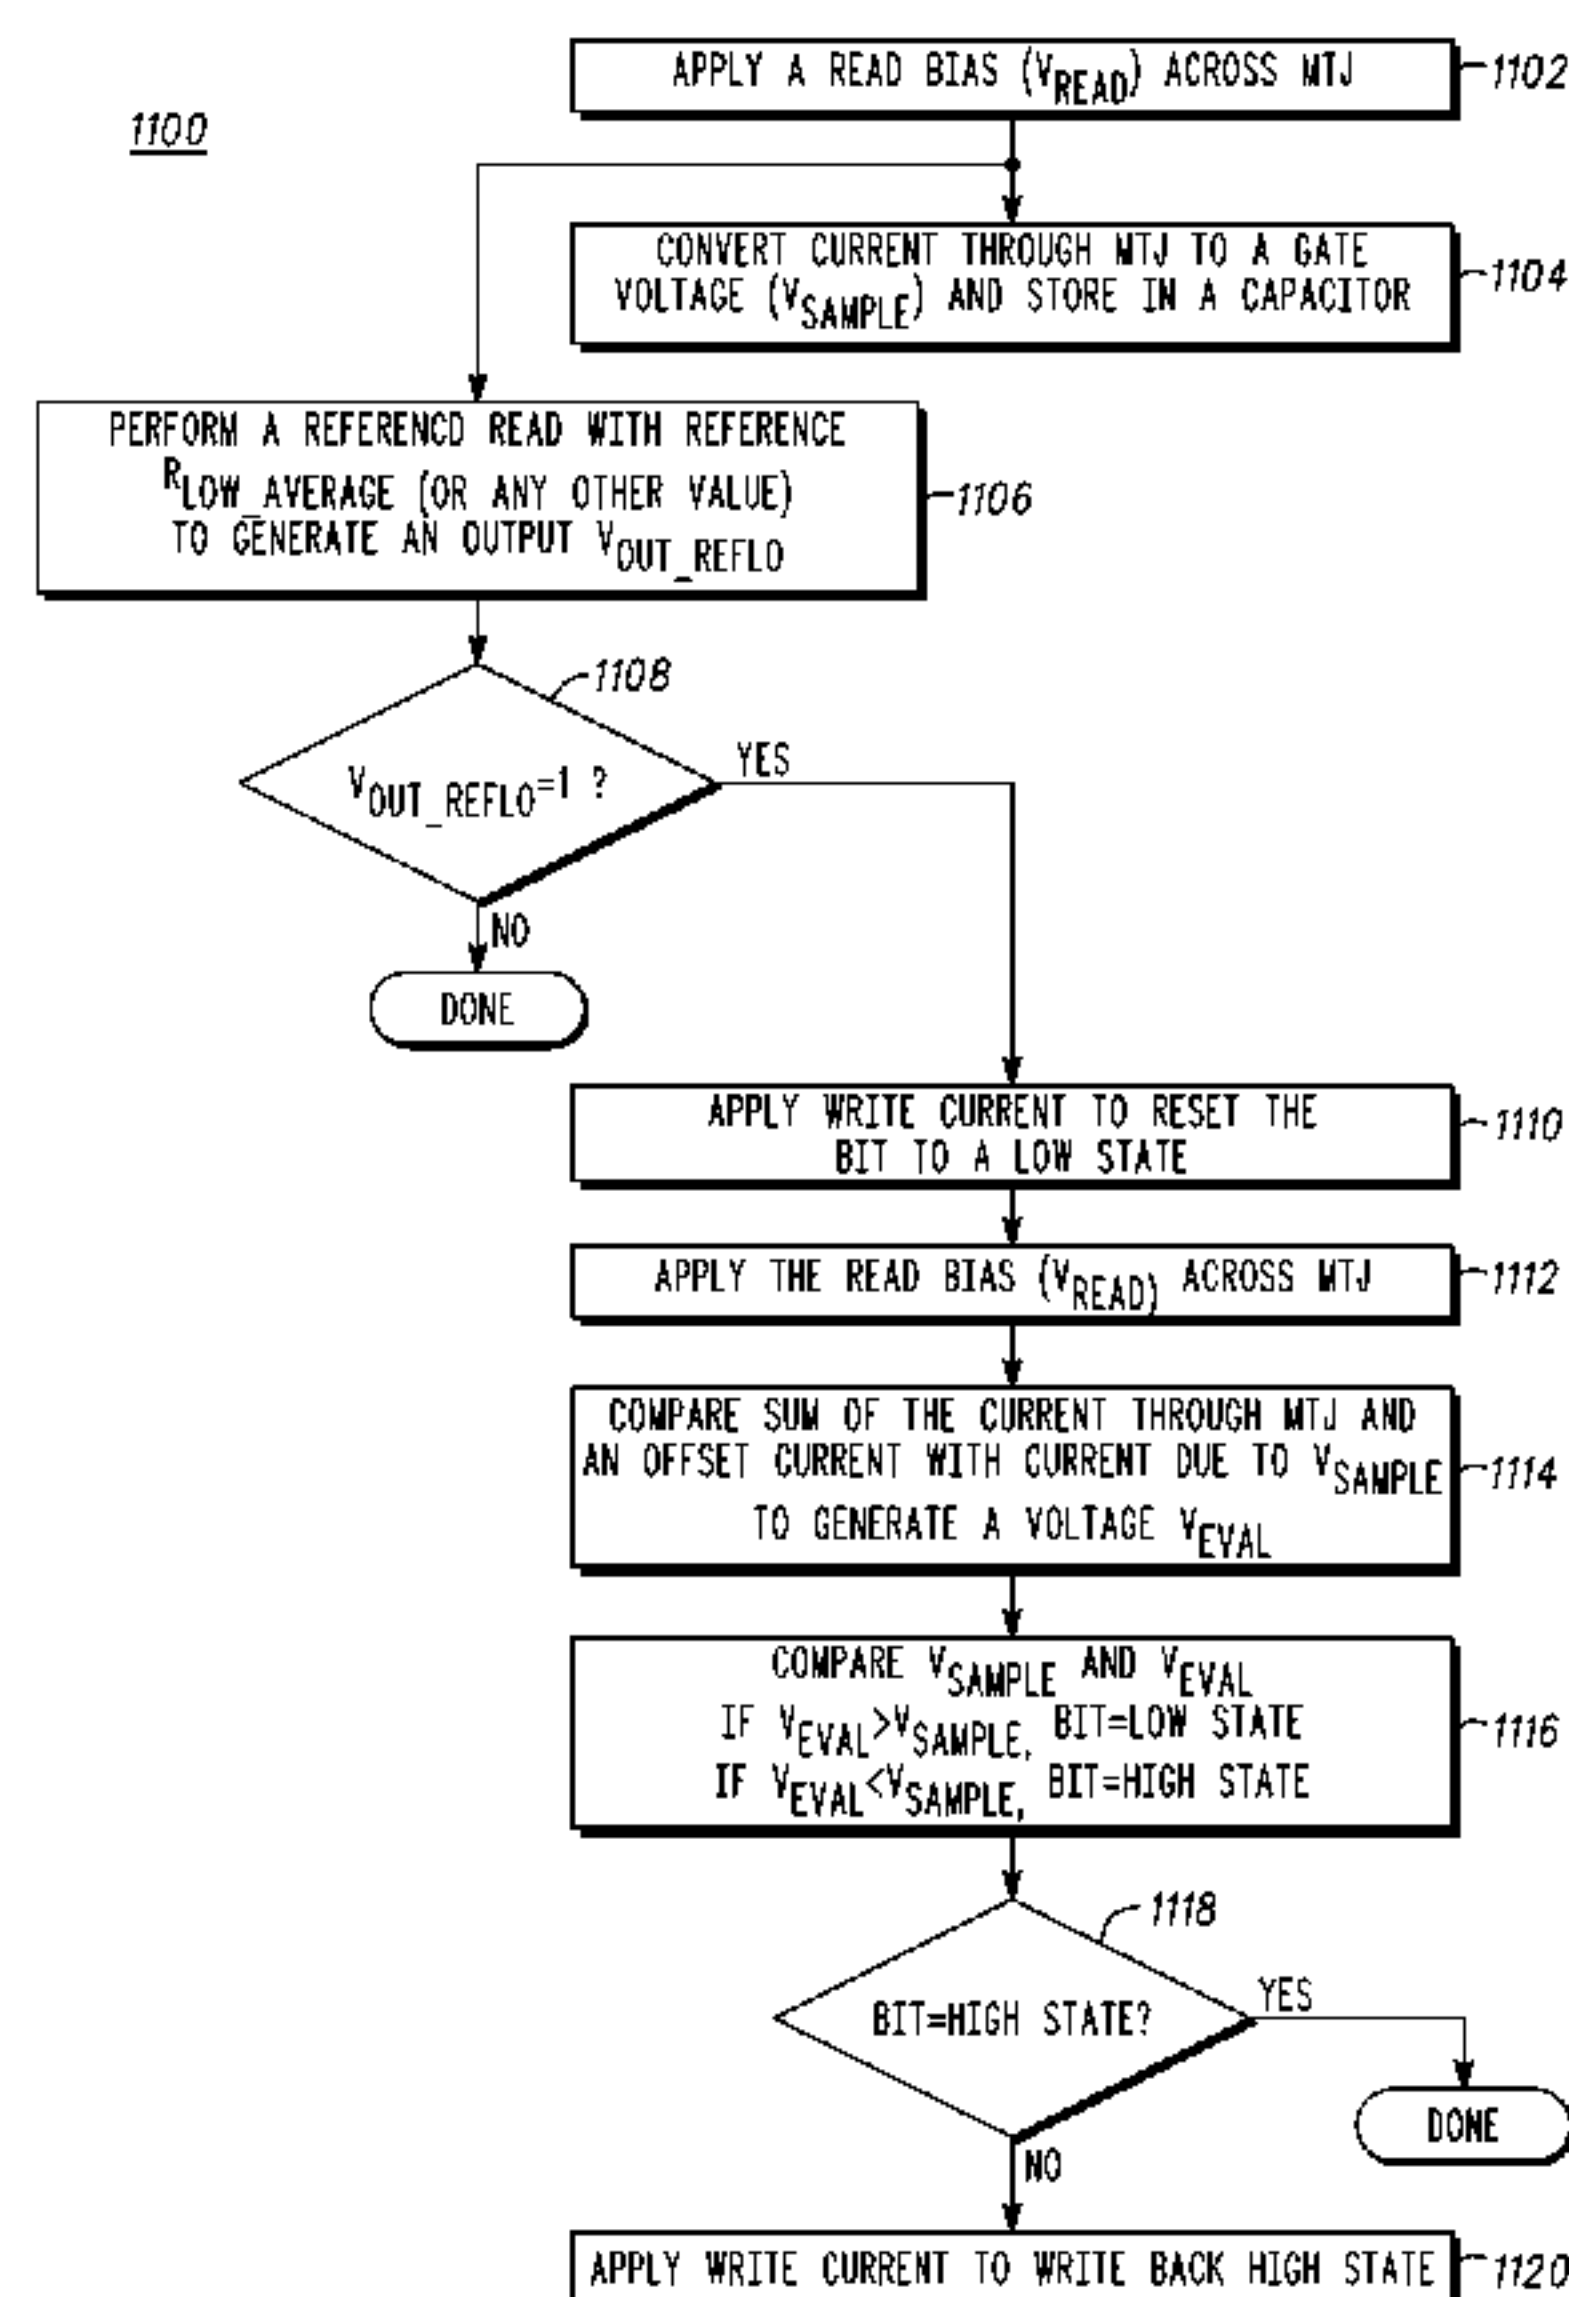 1100
APPLY A READ BIAS (VREAD) ACROSS MTJ
1102
CONVERT CURRENT THROUGH MTJ TO A GATE
VOLTAGE (VSAMPLE) AND STORE IN A CAPACITOR
1104
PERFORM A REFERENCD READ WITH REFERENCE
RLOW_AVERAGE (OR ANY OTHER VALUE)
TO GENERATE AN OUTPUT VOUT_REFLO
1106
1108
VOUT_REFLO=1 ?
YES
NO
DONE
APPLY WRITE CURRENT TO RESET THE
BIT TO A LOW STATE
1110
APPLY THE READ BIAS (VREAD) ACROSS MTJ
1112
COMPARE SUM OF THE CURRENT THROUGH MTJ AND
AN OFFSET CURRENT WITH CURRENT DUE TO VSAMPLE
TO GENERATE A VOLTAGE VEVAL
1114
COMPARE VSAMPLE AND VEVAL
IF VEVAL>VSAMPLE, BIT=LOW STATE
IF VEVAL<VSAMPLE, BIT=HIGH STATE
1116
1118
BIT=HIGH STATE?
YES
DONE
NO
APPLY WRITE CURRENT TO WRITE BACK HIGH STATE
1120